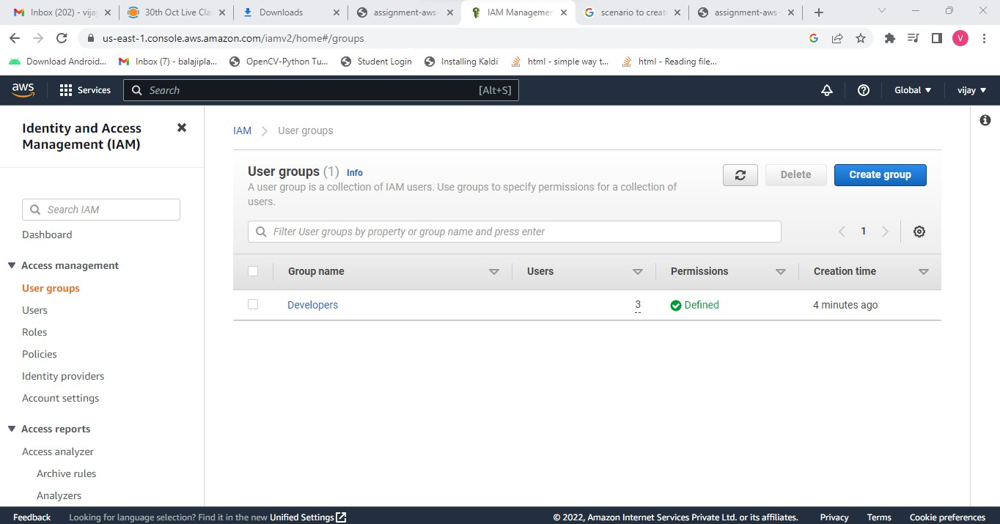 Inbox (202) - vija
30th Oct Live Cla
Downloads
assignment-aws-
IAM Managemen
scenario to creat
assignment-aws-
us-east-1.console.aws.amazon.com/iamv2/home#/groups
V
Download Android...
Inbox (7) - balajipla...
OpenCV-Python Tu...
Student Login
Installing Kaldi
html - simple way t...
html - Reading file...
aws
Services
Search
[Alt+S]
Global
vijay
Identity and Access
Management (IAM)
Search IAM
Dashboard
Access management
User groups
Users
Roles
Policies
Identity providers
Account settings
Access reports
Access analyzer
Archive rules
Analyzers
IAM
User groups
User groups (1) Info
A user group is a collection of IAM users. Use groups to specify permissions for a collection of
users.
Delete
Create group
Filter User groups by property or group name and press enter
1
Group name
Users
Permissions
Creation time
Developers
3
Defined
4 minutes ago
Feedback
Looking for language selection? Find it in the new Unified Settings
© 2022, Amazon Internet Services Private Ltd. or its affiliates.
Privacy
Terms
Cookie preferences